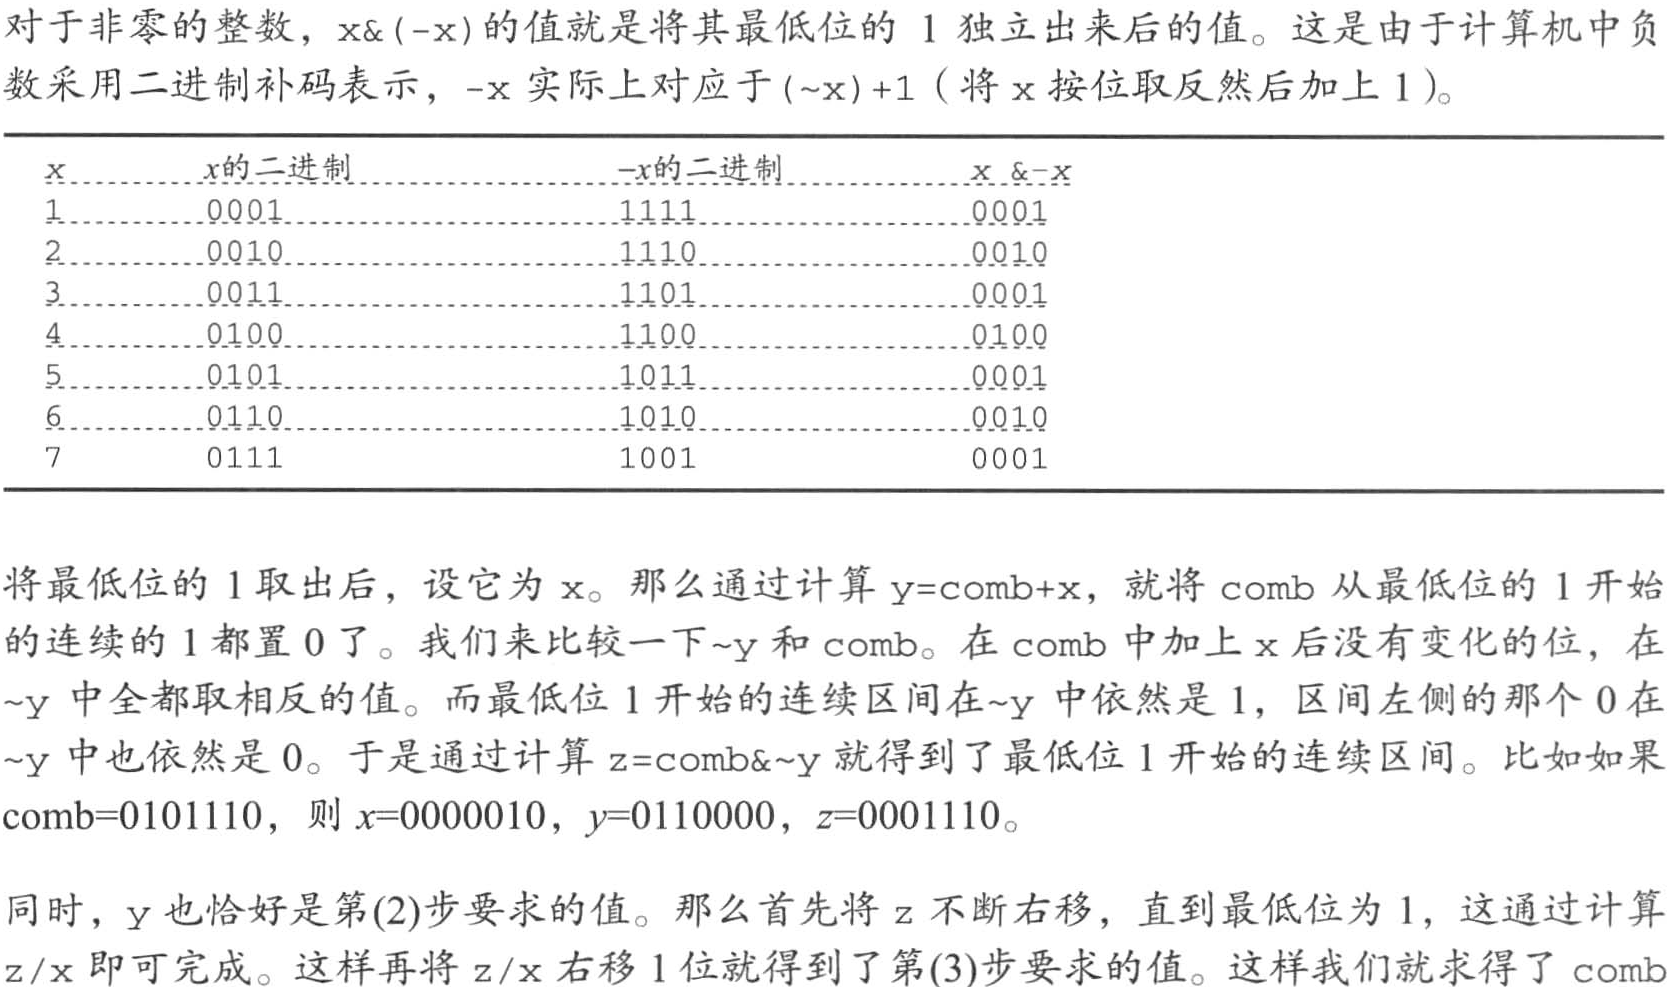 对于非零的整数，x&(-x)的值就是将其最低位的 1 独立出来后的值。这是由于计算机中负
数采用二进制补码表示，-x 实际上对应于(~x)+1（将 x 按位取反然后加上 1）。
x x的二进制 -x的二进制 x &-x
1 0001 1111 0001
2 0010 1110 0010
3 0011 1101 0001
4 0100 1100 0100
5 0101 1011 0001
6 0110 1010 0010
7 0111 1001 0001
将最低位的 1 取出后，设它为 x。那么通过计算 y=comb+x，就将 comb 从最低位的 1 开始
的连续的 1 都置 0 了。我们来比较一下~y 和 comb。在 comb 中加上 x 后没有变化的位，在
~y 中全都取相反的值。而最低位 1 开始的连续区间在~y 中依然是 1，区间左侧的那个 0 在
~y 中也依然是 0。于是通过计算 z=comb&~y 就得到了最低位 1 开始的连续区间。比如如果
comb=0101110，则 x=0000010，y=0110000，z=0001110。
同时，y 也恰好是第(2)步要求的值。那么首先将 z 不断右移，直到最低位为 1，这通过计算
z/x 即可完成。这样再将 z/x 右移 1 位就得到了第(3)步要求的值。这样我们就求得了 comb